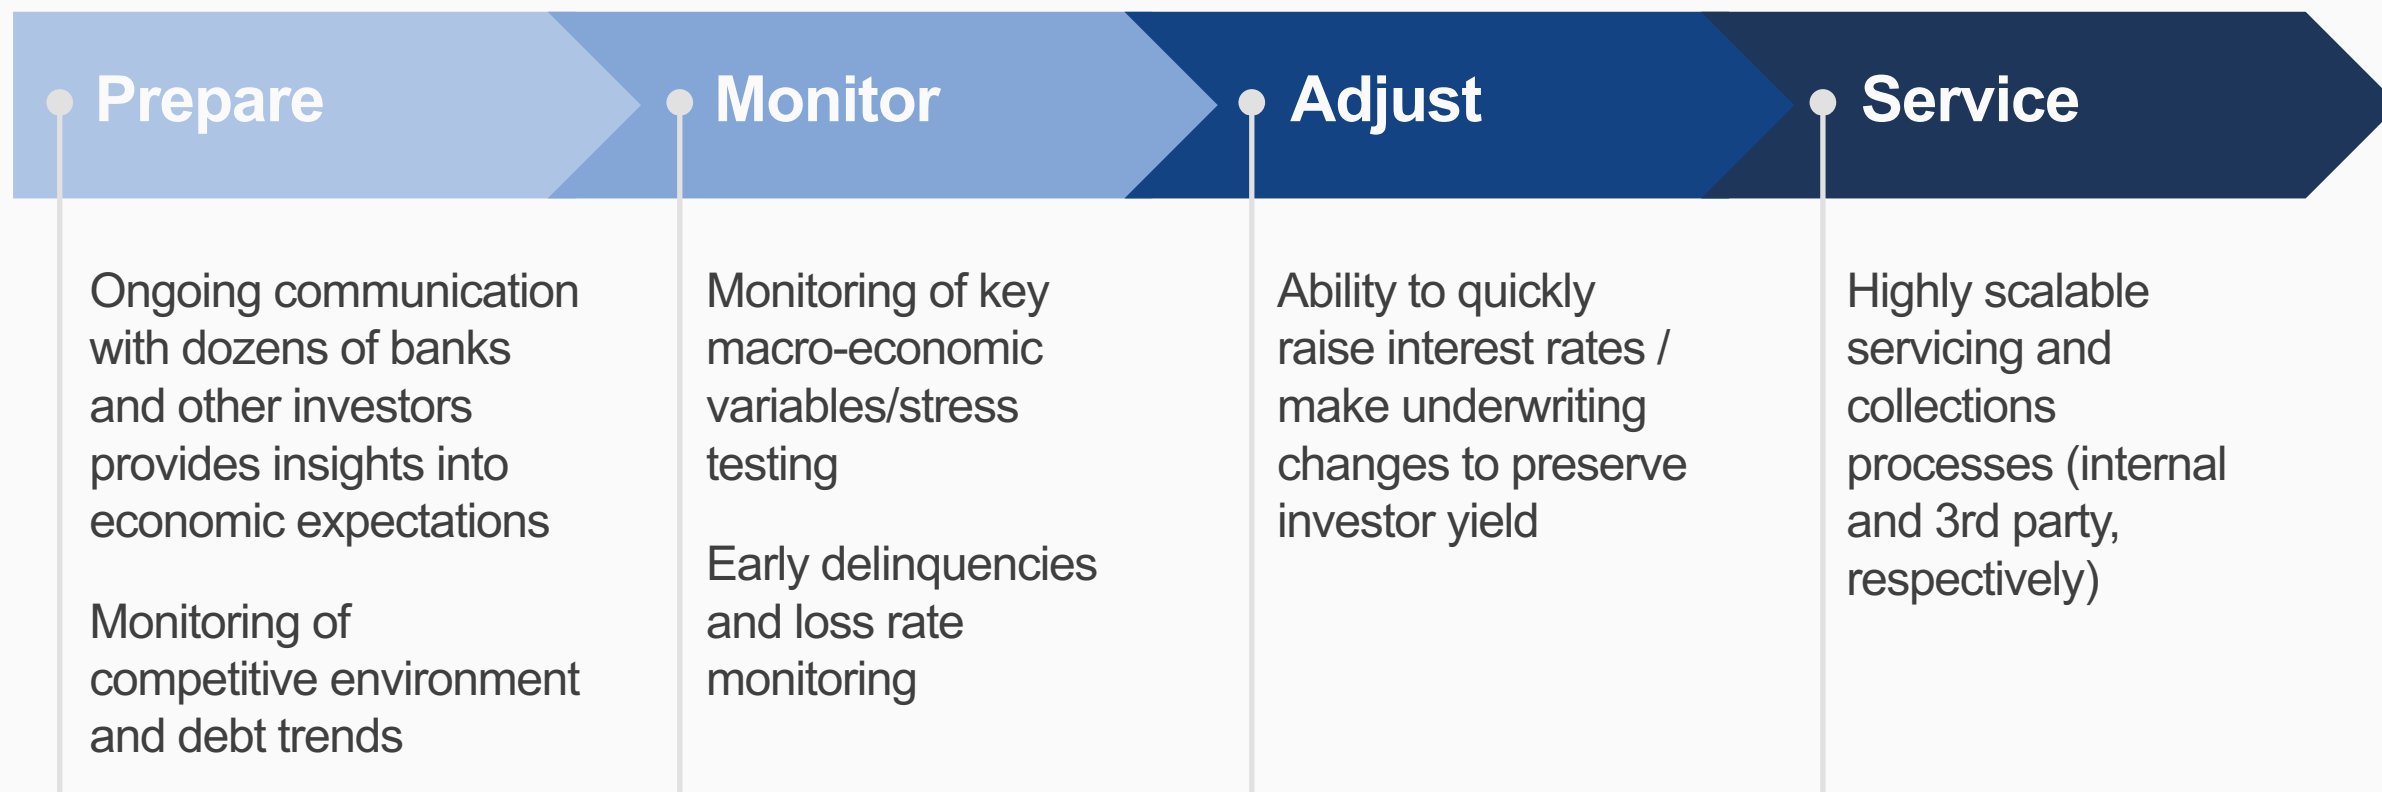 Prepare
Ongoing communication
with dozens of banks
and other investors
provides insights into
economic expectations
Monitoring of
competitive environment
and debt trends
Monitor
Monitoring of key
macro-economic
variables/stress
testing
Early delinquencies
and loss rate
monitoring
Adjust
Ability to quickly
raise interest rates /
make underwriting
changes to preserve
investor yield
Service
Highly scalable
servicing and
collections
processes (internal
and 3rd party,
respectively)